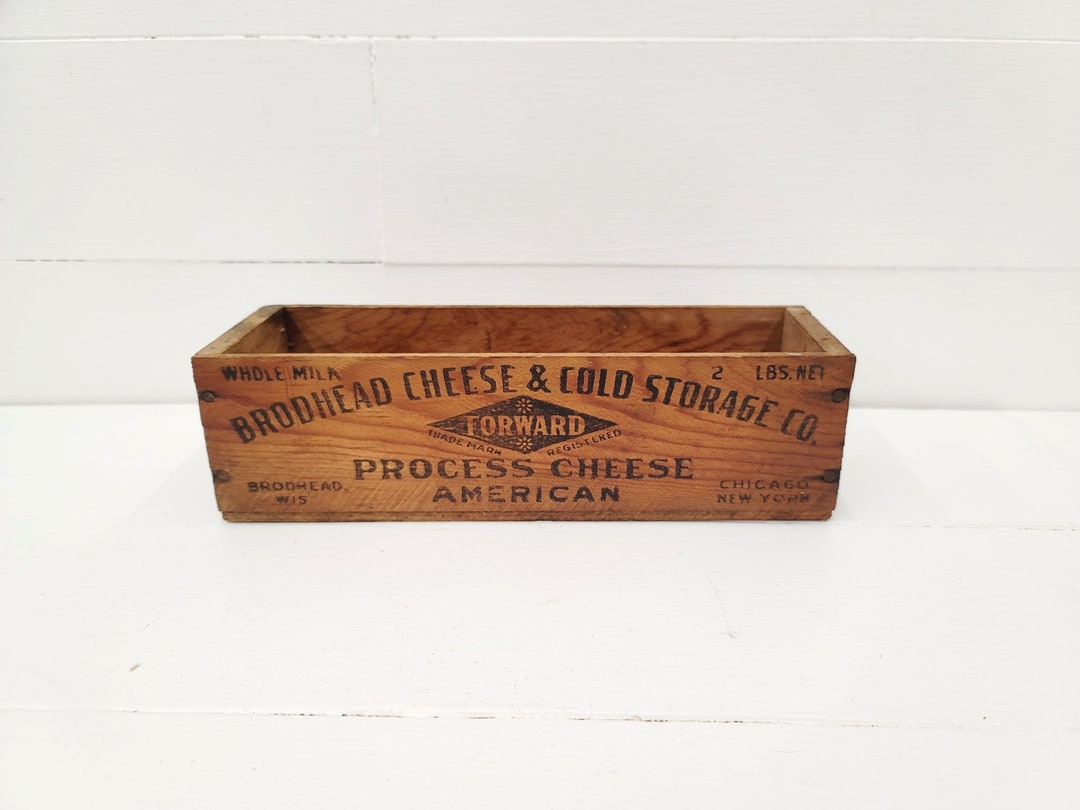 WHOLE MILK 2 LBS. NET
BRODHEAD CHEESE & COLD STORAGE CO.
FORWARD
TRADE MARK REGISTERED
PROCESS CHEESE
AMERICAN
BRODHEAD,
WIS
CHICAGO
NEW YORK